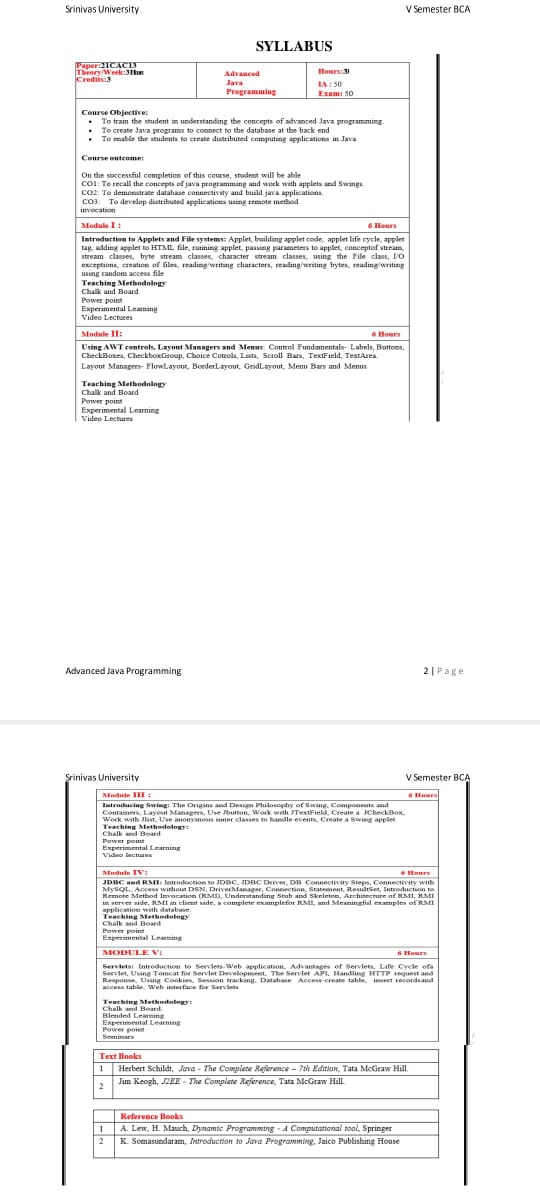 Srinivas University V Semester BCA
SYLLABUS
Paper:21CAC13
Theory/Week:3Hours
Credits:3
Advanced
Java
Programming
Hours:30
IA : 50
Exam: 50
Course Objective:
• To train the student in understanding the concepts of advanced Java programming.
• To create Java programs to connect to the database at the back end
• To enable the students to create distributed computing applications in Java
Course outcome:
On the successful completion of this course, student will be able
CO1: To recall the concepts of java programming and work with applets and Swings.
CO2: To demonstrate database connectivity and build java applications.
CO3: To develop distributed applications using remote method
invocation
Module I : 6 Hours
Introduction to Applets and File systems: Applet, building applet code, applet life cycle, applet
tag, adding applet to HTML file, running applet, passing parameters to applet, conceptof stream,
stream classes, byte stream classes, character stream classes, using the File class, I/O
exceptions, creation of files, reading/writing characters, reading/writing bytes, reading/writing
using random access file
Teaching Methodology
Chalk and Board
Power point
Experimental Learning
Video Lectures
Module II: 6 Hours
Using AWT controls, Layout Managers and Menus: Control Fundamentals- Labels, Buttons,
CheckBoxes, CheckboxGroup, Choice Cotrols, Lists, Scroll Bars, TextField, TextArea.
Layout Managers- FlowLayout, BorderLayout, GridLayout, Menu Bars and Menus
Teaching Methodology
Chalk and Board
Power point
Experimental Learning
Video Lectures
Advanced Java Programming 2 | Page
Srinivas University V Semester BCA
Module III : 6 Hours
Introducing Swing: The Origins and Design Philosophy of Swing, Components and
Containers, Layout Managers, Use Jbutton, Work with JTextField, Create a JCheckBox,
Work with Jlist, Use anonymous inner classes to handle events, Create a Swing applet
Teaching Methodology:
Chalk and Board
Power point
Experimental Learning
Video lectures
Module IV: 6 Hours
JDBC and RMI: Introduction to JDBC, JDBC Driver, DB Connectivity Steps, Connectivity with
MySQL, Access without DSN, DriverManager, Connection, Statement, ResultSet, Introduction to
Remote Method Invocation (RMI), Understanding Stub and Skeleton, Architecture of RMI, RMI
in server side, RMI in client side, a complete examplefor RMI, and Meaningful examples of RMI
application with database.
Teaching Methodology
Chalk and Board
Power point
Experimental Learning
MODULE V: 6 Hours
Servlets: Introduction to Servlets-Web application, Advantages of Servlets, Life Cycle ofa
Servlet, Using Tomcat for Servlet Development, The Servlet API, Handling HTTP request and
Response, Using Cookies, Session tracking, Database Access-create table, insert recordsand
access table. Web interface for Servlets
Teaching Methodology:
Chalk and Board.
Blended Learning
Experimental Learning
Power point
Seminars
Text Books
1 Herbert Schildt, Java - The Complete Reference – 7th Edition, Tata McGraw Hill.
2 Jim Keogh, J2EE - The Complete Reference, Tata McGraw Hill.
Reference Books
1 A. Lew, H. Mauch, Dynamic Programming - A Computational tool, Springer
2 K. Somasundaram, Introduction to Java Programming, Jaico Publishing House